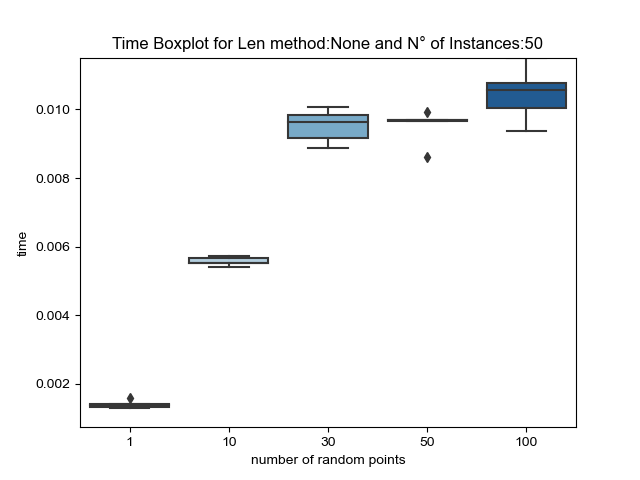 Time Boxplot for Len method:None and N° of Instances:50
time
0.010
0.008
0.006
0.004
0.002
1 10 30 50 100
number of random points